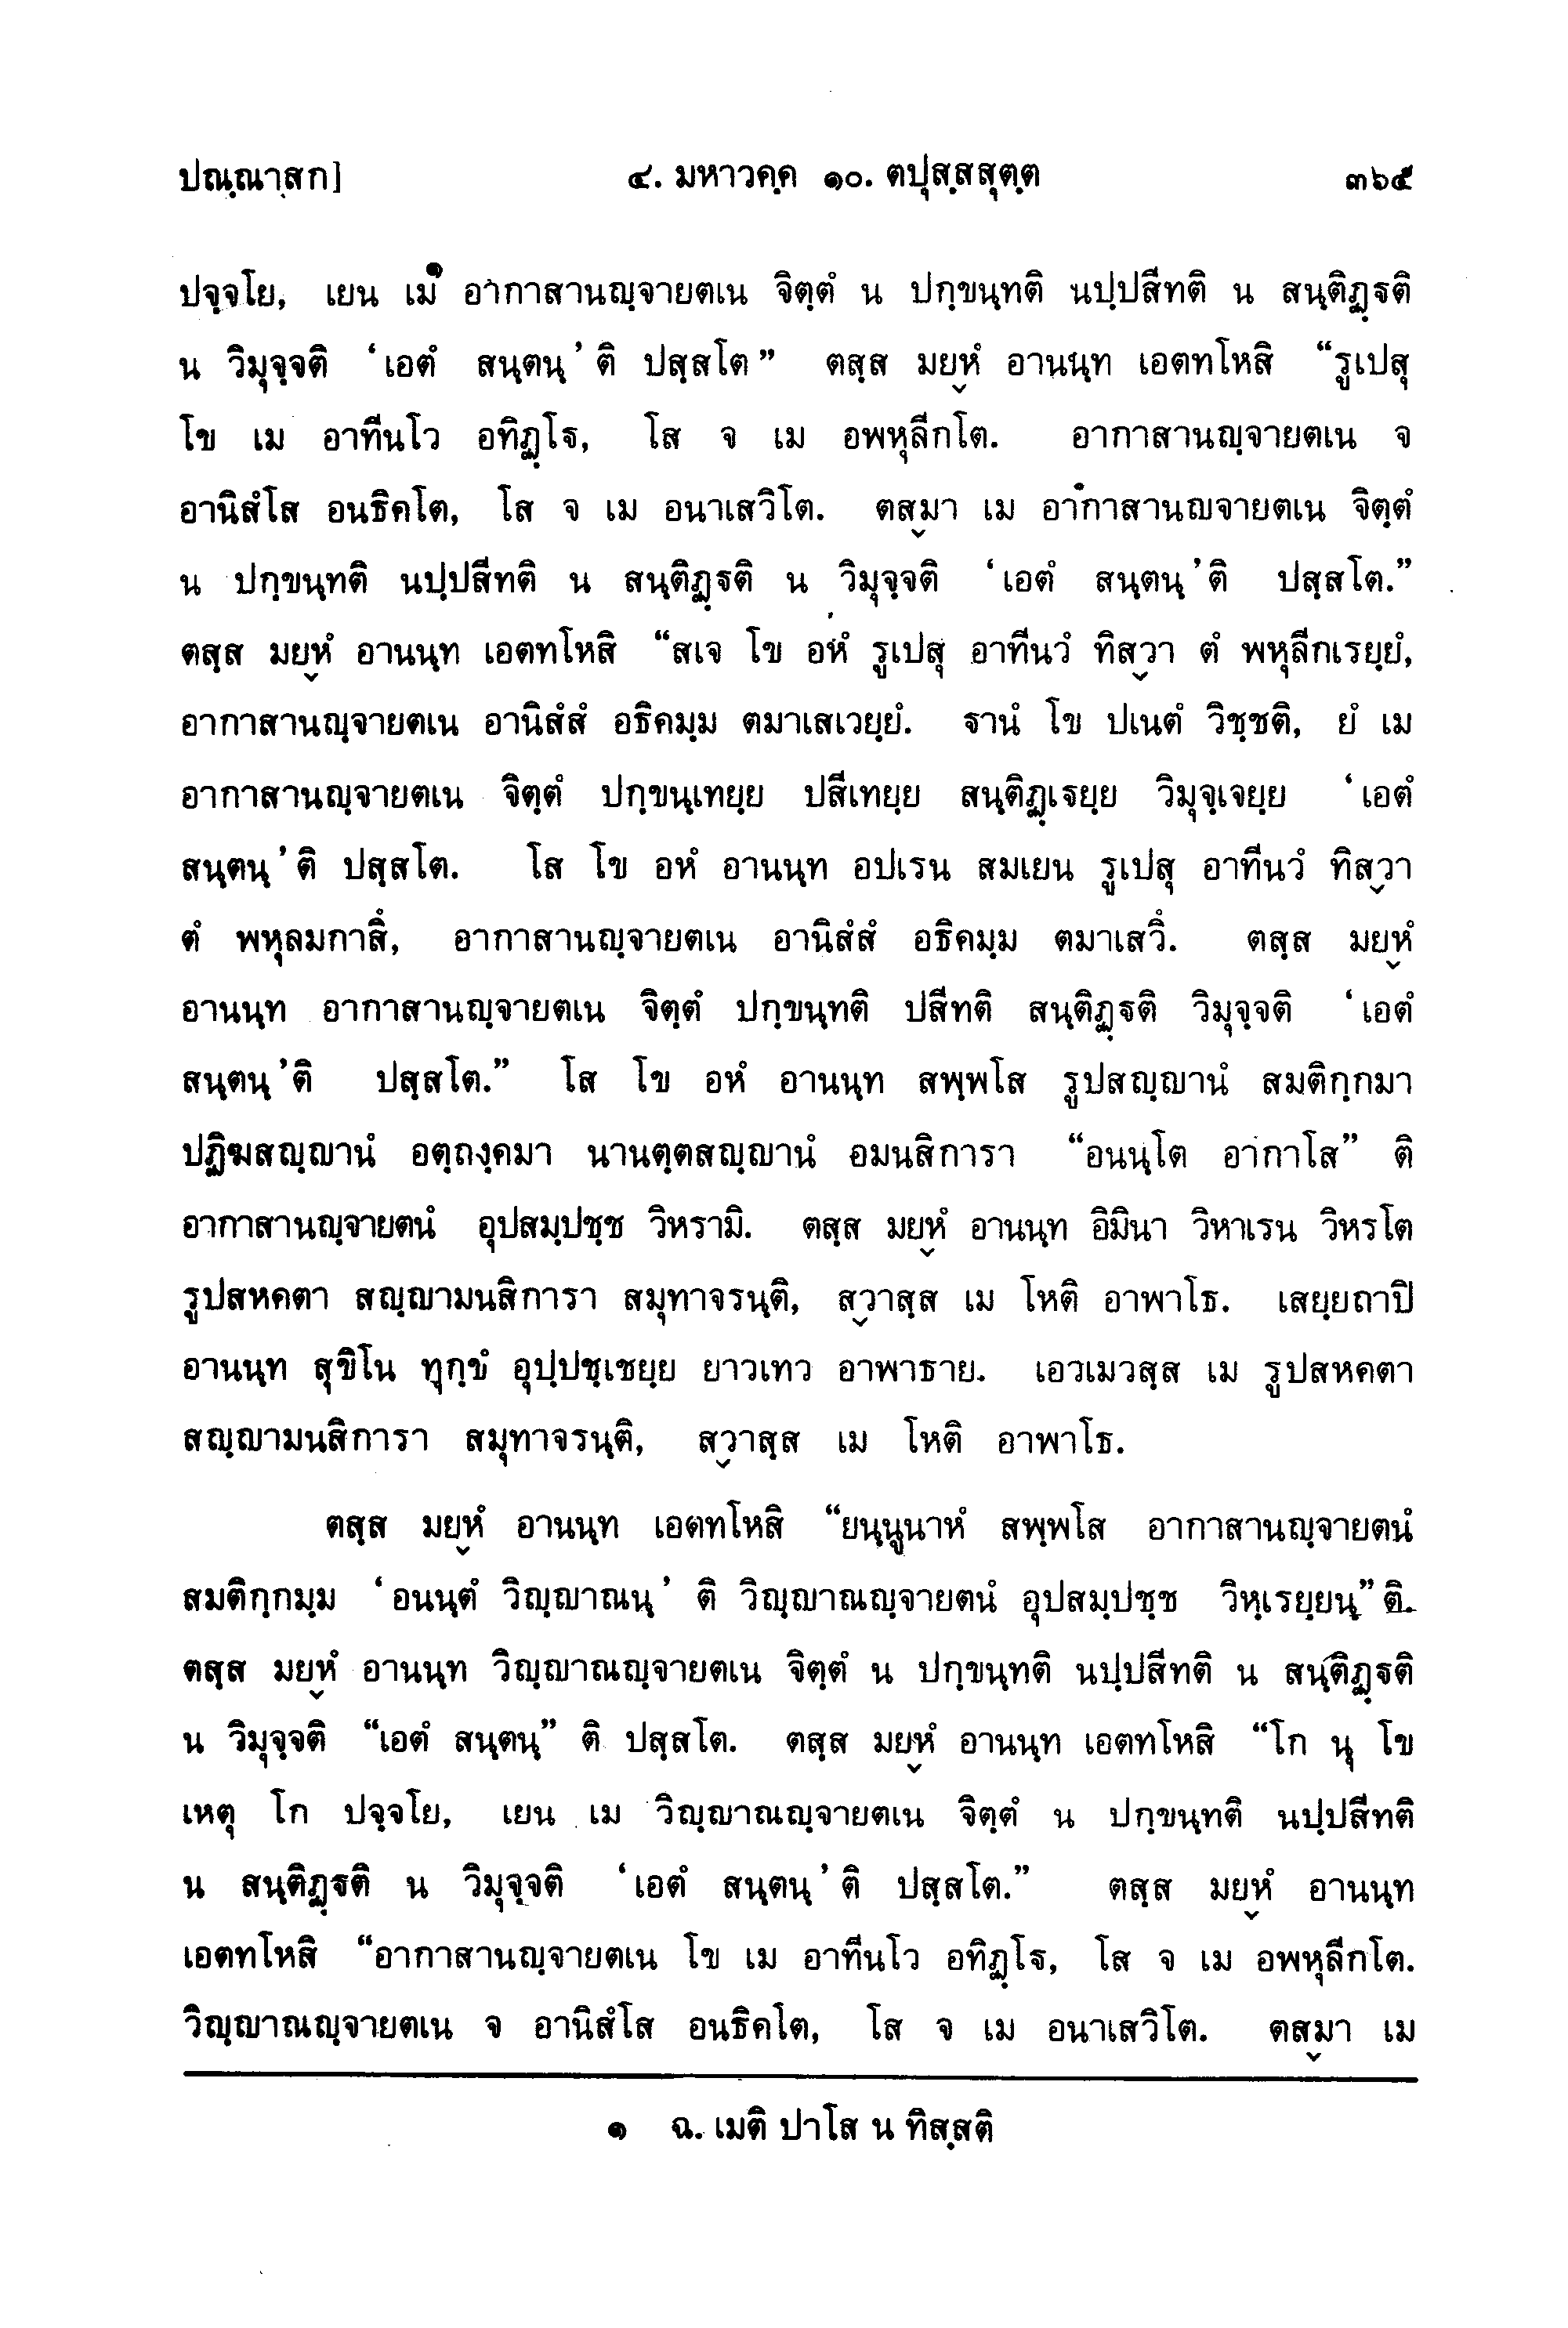 ปณฺณาสก]	๔. มหาวคฺค ๑๐. ตปุสฺสสุตฺต	๓๖๕
ปจฺจโย, เยน เม๑ อากาสานญฺจายตเน จิตฺตํ น ปกฺขนฺทติ นปฺปสีทติ น สนฺติฏฺฐติ
น วิมุจฺจติ ‘เอตํ สนฺตนฺ’ติ ปสฺสโต” ตสฺส มยฺหํ อานนฺท เอตทโหสิ “รูเปสุ
โข เม อาทีนโว อทิฏฺโฐ, โส จ เม อพหุลีกโต. อากาสานญฺจายตเน จ
อานิสํโส อนธิคโต, โส จ เม อนาเสวิโต. ตสฺมา เม อากาสานญจายตเน จิตฺตํ
น ปกฺขนฺทติ นปฺปสีทติ น สนฺติฏฺฐติ น วิมุจฺจติ ‘เอตํ สนฺตนฺ’ติ ปสฺสโต.”
ตสฺส มยฺหํ อานนฺท เอตทโหสิ “สเจ โข อหํ รูเปสุ อาทีนวํ ทิสฺวา ตํ พหุลีกเรยฺยํ,
อากาสานญฺจายตเน อานิสํสํ อธิคมฺม ตมาเสเวยฺยํ. ฐานํ โข ปเนตํ วิชฺชติ, ยํ เม
อากาสานญฺจายตเน จิตฺตํ ปกฺขนฺเทยฺย ปสีเทยฺย สนฺติฏฺเฐยฺย วิมุจฺเจยฺย ‘เอตํ
สนฺตนฺ’ติ ปสฺสโต. โส โข อหํ อานนฺท อปเรน สมเยน รูเปสุ อาทีนวํ ทิสฺวา
ตํ พหุลมกาสึ, อากาสานญฺจายตเน อานิสํสํ อธิคมฺม ตมาเสวึ. ตสฺส มยฺหํ
อานนฺท อากาสานญฺจายตเน จิตฺตํ ปกฺขนฺทติ ปสีทติ สนฺติฏฺฐติ วิมุจฺจติ ‘เอตํ
สนฺตนฺ’ติ ปสฺสโต.” โส โข อหํ อานนฺท สพฺพโส รูปสญฺญานํ สมติกฺกมา
ปฏิฆสญฺญานํ อตฺถงฺคมา นานตฺตสญฺญานํ อมนสิการา “อนนฺโต อากาโส” ติ
อากาสานญฺจายตนํ อุปสมฺปชฺช วิหรามิ. ตสฺส มยฺหํ อานนฺท อิมินา วิหาเรน วิหรโต
รูปสหคตา สญฺญามนสิการา สมุทาจรนฺติ, สฺวาสฺส เม โหติ อาพาโธ. เสยฺยถาปิ
อานนฺท สุขิโน ทุกฺขํ อุปฺปชฺเชยฺย ยาวเทว อาพาธาย. เอวเมวสฺส เม รูปสหคตา
สญฺญามนสิการา สมุทาจรนฺติ, สฺวาสฺส เม โหติ อาพาโธ.
ตสฺส มยฺหํ อานนฺท เอตทโหสิ “ยนฺนูนาหํ สพฺพโส อากาสานญฺจายตนํ
สมติกฺกมฺม ‘อนนฺตํ วิญฺญาณนฺ’ ติ วิญฺญาณญฺจายตนํ อุปสมฺปชฺช วิหเรยฺยนฺ”ติ.
ตสฺส มยฺหํ อานนฺท วิญฺญาณญฺจายตเน จิตฺตํ น ปกฺขนฺทติ นปฺปสีทติ น สนฺติฏฺฐติ
น วิมุจฺจติ “เอตํ สนฺตนฺ” ติ ปสฺสโต. ตสฺส มยฺหํ อานนฺท เอตทโหสิ “โก นุ โข
เหตุ โก ปจฺจโย, เยน เม วิญฺญาณญฺจายตเน จิตฺตํ น ปกฺขนฺทติ นปฺปสีทติ
น สนฺติฏฺฐติ น วิมุจฺจติ ‘เอตํ สนฺตนฺ’ติ ปสฺสโต.” ตสฺส มยฺหํ อานนฺท
เอตทโหสิ “อากาสานญฺจายตเน โข เม อาทีนโว อทิฏฺโฐ, โส จ เม อพหุลีกโต.
วิญฺญาณญฺจายตเน จ อานิสํโส อนธิคโต, โส จ เม อนาเสวิโต. ตสฺมา เม
๑ ฉ. เมติ ปาโส น ทิสฺสติ